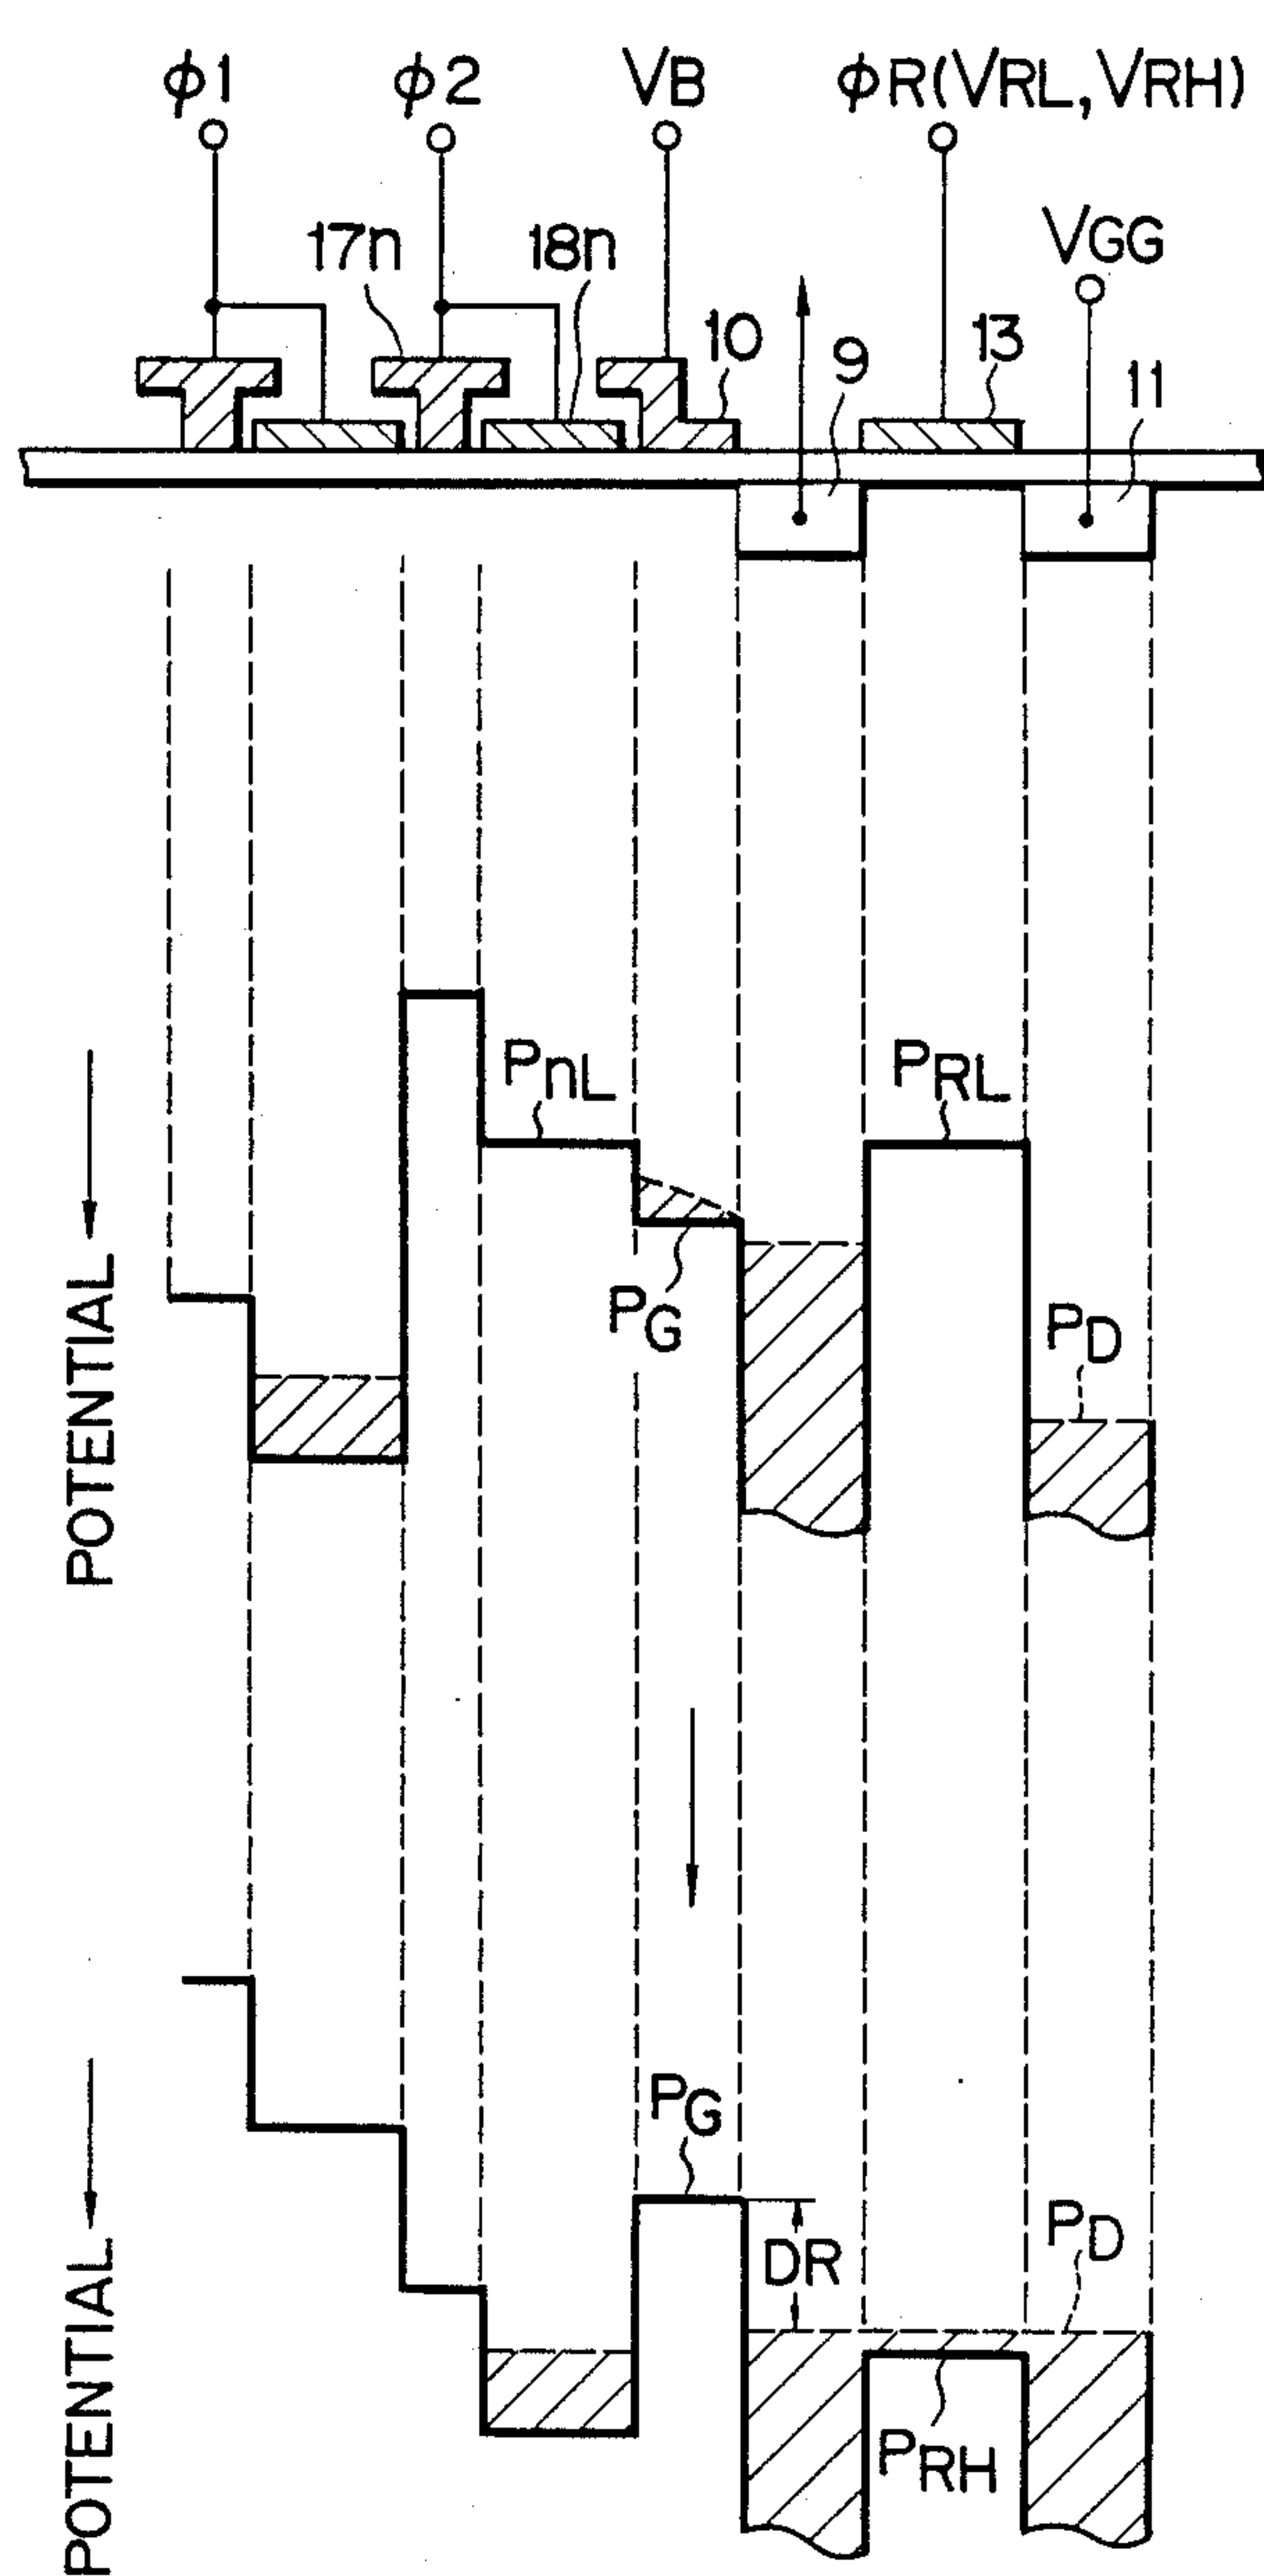 ϕ1
ϕ2
VB
ϕR(VRL, VRH)
VGG
17n
18n
10
9
13
11
PnL
PRL
PG
PD
POTENTIAL
PG
DR
PD
PRH
POTENTIAL